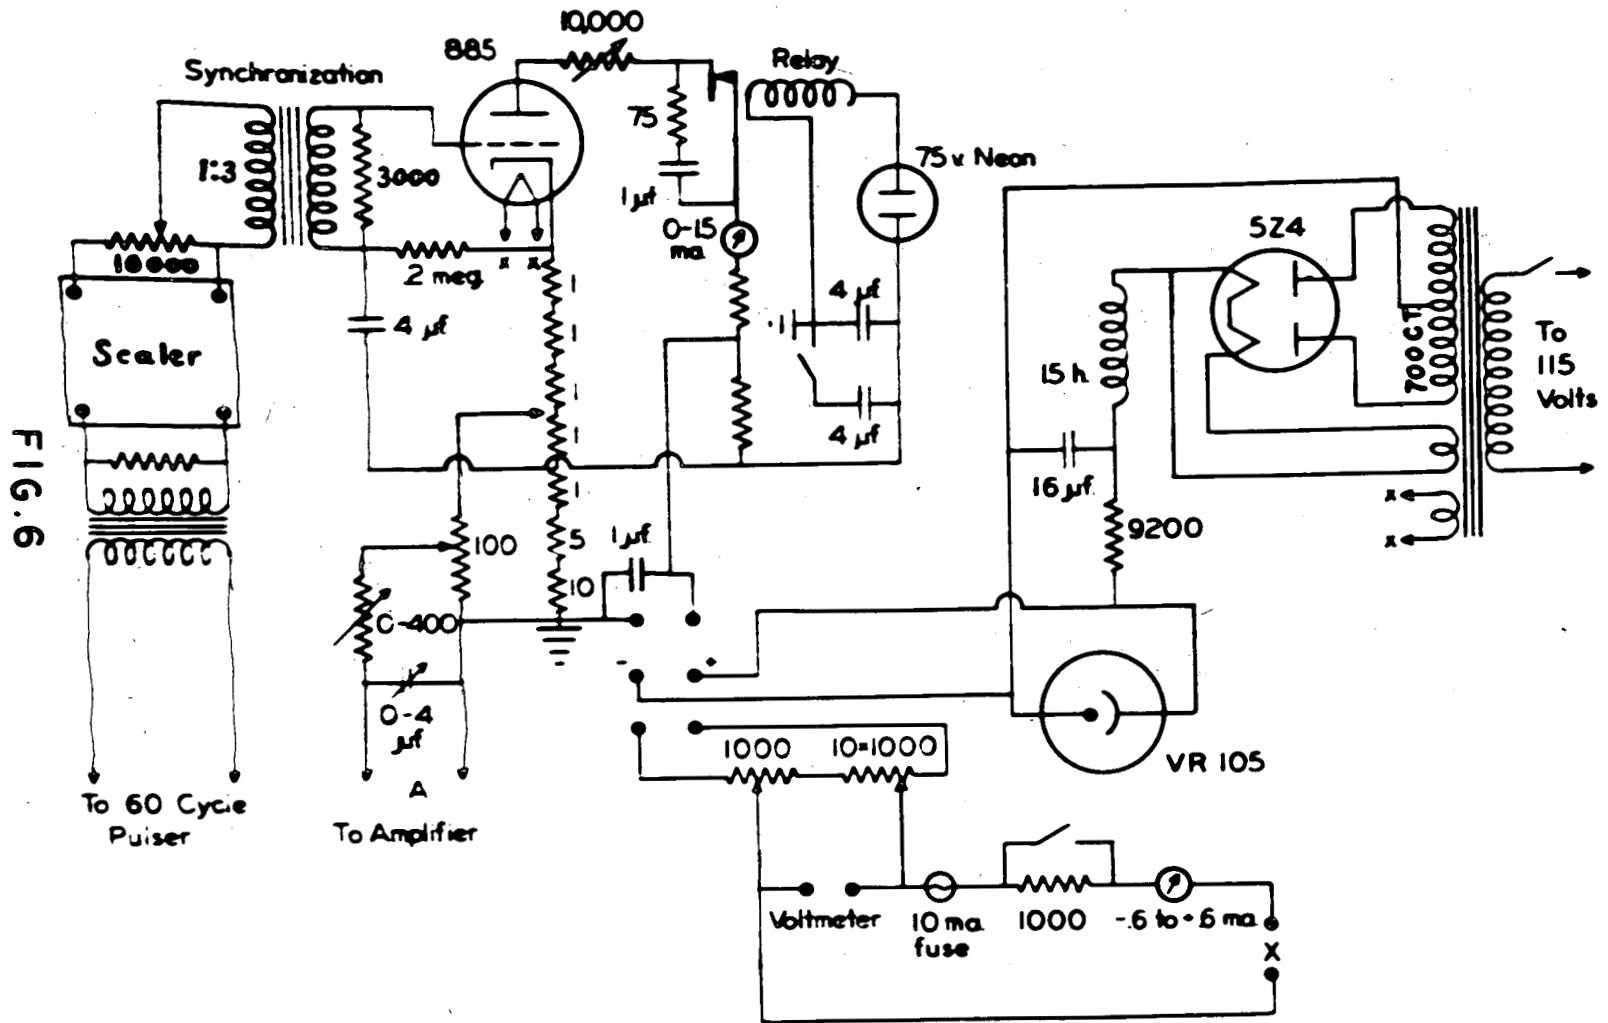 10,000
885
Synchronization
Relay
75
1:3
3000
1 μf
75 v. Neon
0-15
ma
5Z4
10000
2 meg.
x x
1
1
1
1
1
4 μf
4 μf
4 μf
Scaler
15 h.
700 C T.
To
115
Volts
16 μf.
x
x
9200
FIG.6
100
5
10
1 μf
0-400
- +
0-4
μf
1000
10=1000
VR 105
To 60 Cycle
Pulser
A
To Amplifier
Voltmeter
10 ma
fuse
1000
-.6 to +.6 ma
X